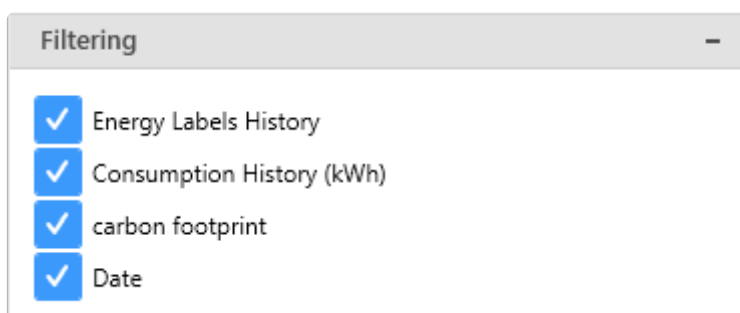 Filtering
Energy Labels History
Consumption History (kWh)
carbon footprint
Date